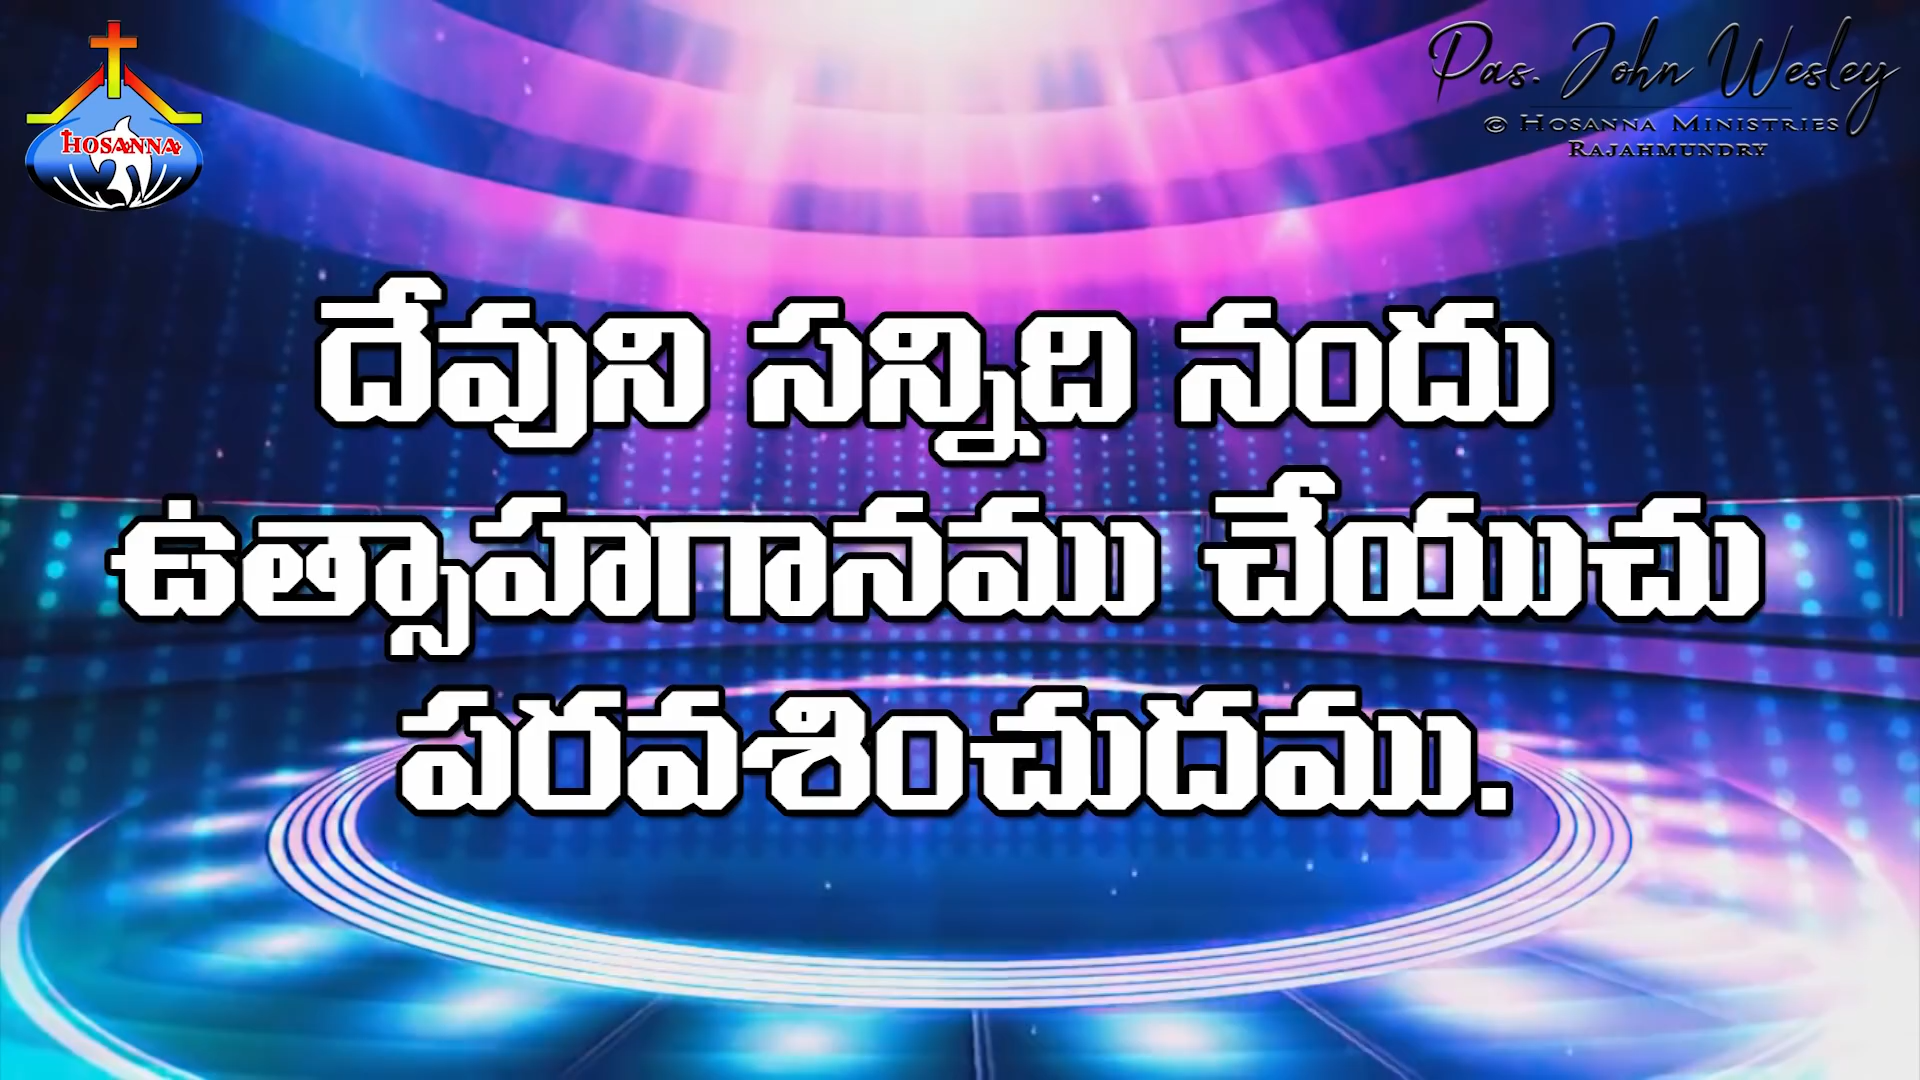 HOSANNA
Pas. John Wesley
© HOSANNA MINISTRIES
RAJAHMUNDRY
దేవుని సన్నిది నందు
ఉత్సాహగానము చేయుచు
పరవశించుదము.